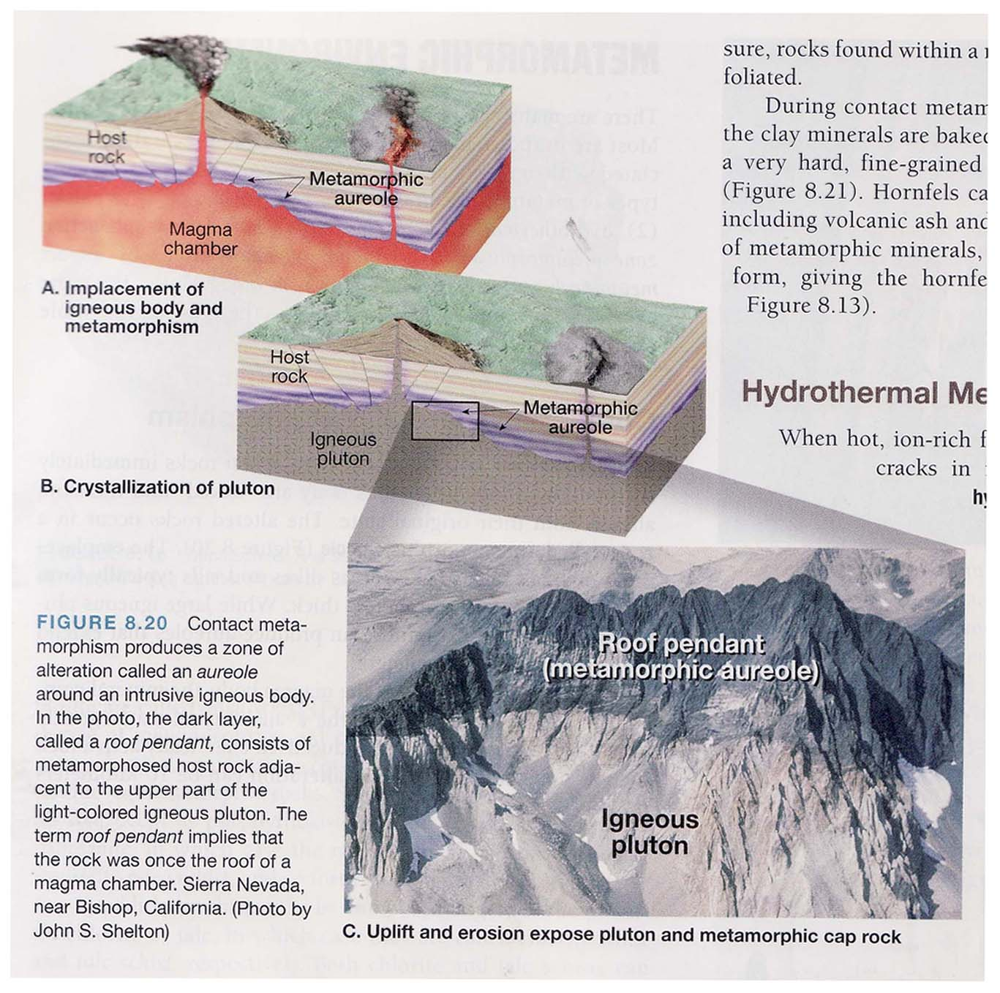 Host
rock
Metamorphic
aureole
Magma
chamber
A. Implacement of
igneous body and
metamorphism
Host
rock
Metamorphic
aureole
Igneous
pluton
B. Crystallization of pluton
Roof pendant
(metamorphic aureole)
Igneous
pluton
C. Uplift and erosion expose pluton and metamorphic cap rock
FIGURE 8.20 Contact meta-
morphism produces a zone of
alteration called an aureole
around an intrusive igneous body.
In the photo, the dark layer,
called a roof pendant, consists of
metamorphosed host rock adja-
cent to the upper part of the
light-colored igneous pluton. The
term roof pendant implies that
the rock was once the roof of a
magma chamber. Sierra Nevada,
near Bishop, California. (Photo by
John S. Shelton)
sure, rocks found within a
foliated.
During contact metam
the clay minerals are bake
a very hard, fine-grained
(Figure 8.21). Hornfels ca
including volcanic ash and
of metamorphic minerals,
form, giving the hornfe
Figure 8.13).
Hydrothermal Me
When hot, ion-rich f
cracks in
hy